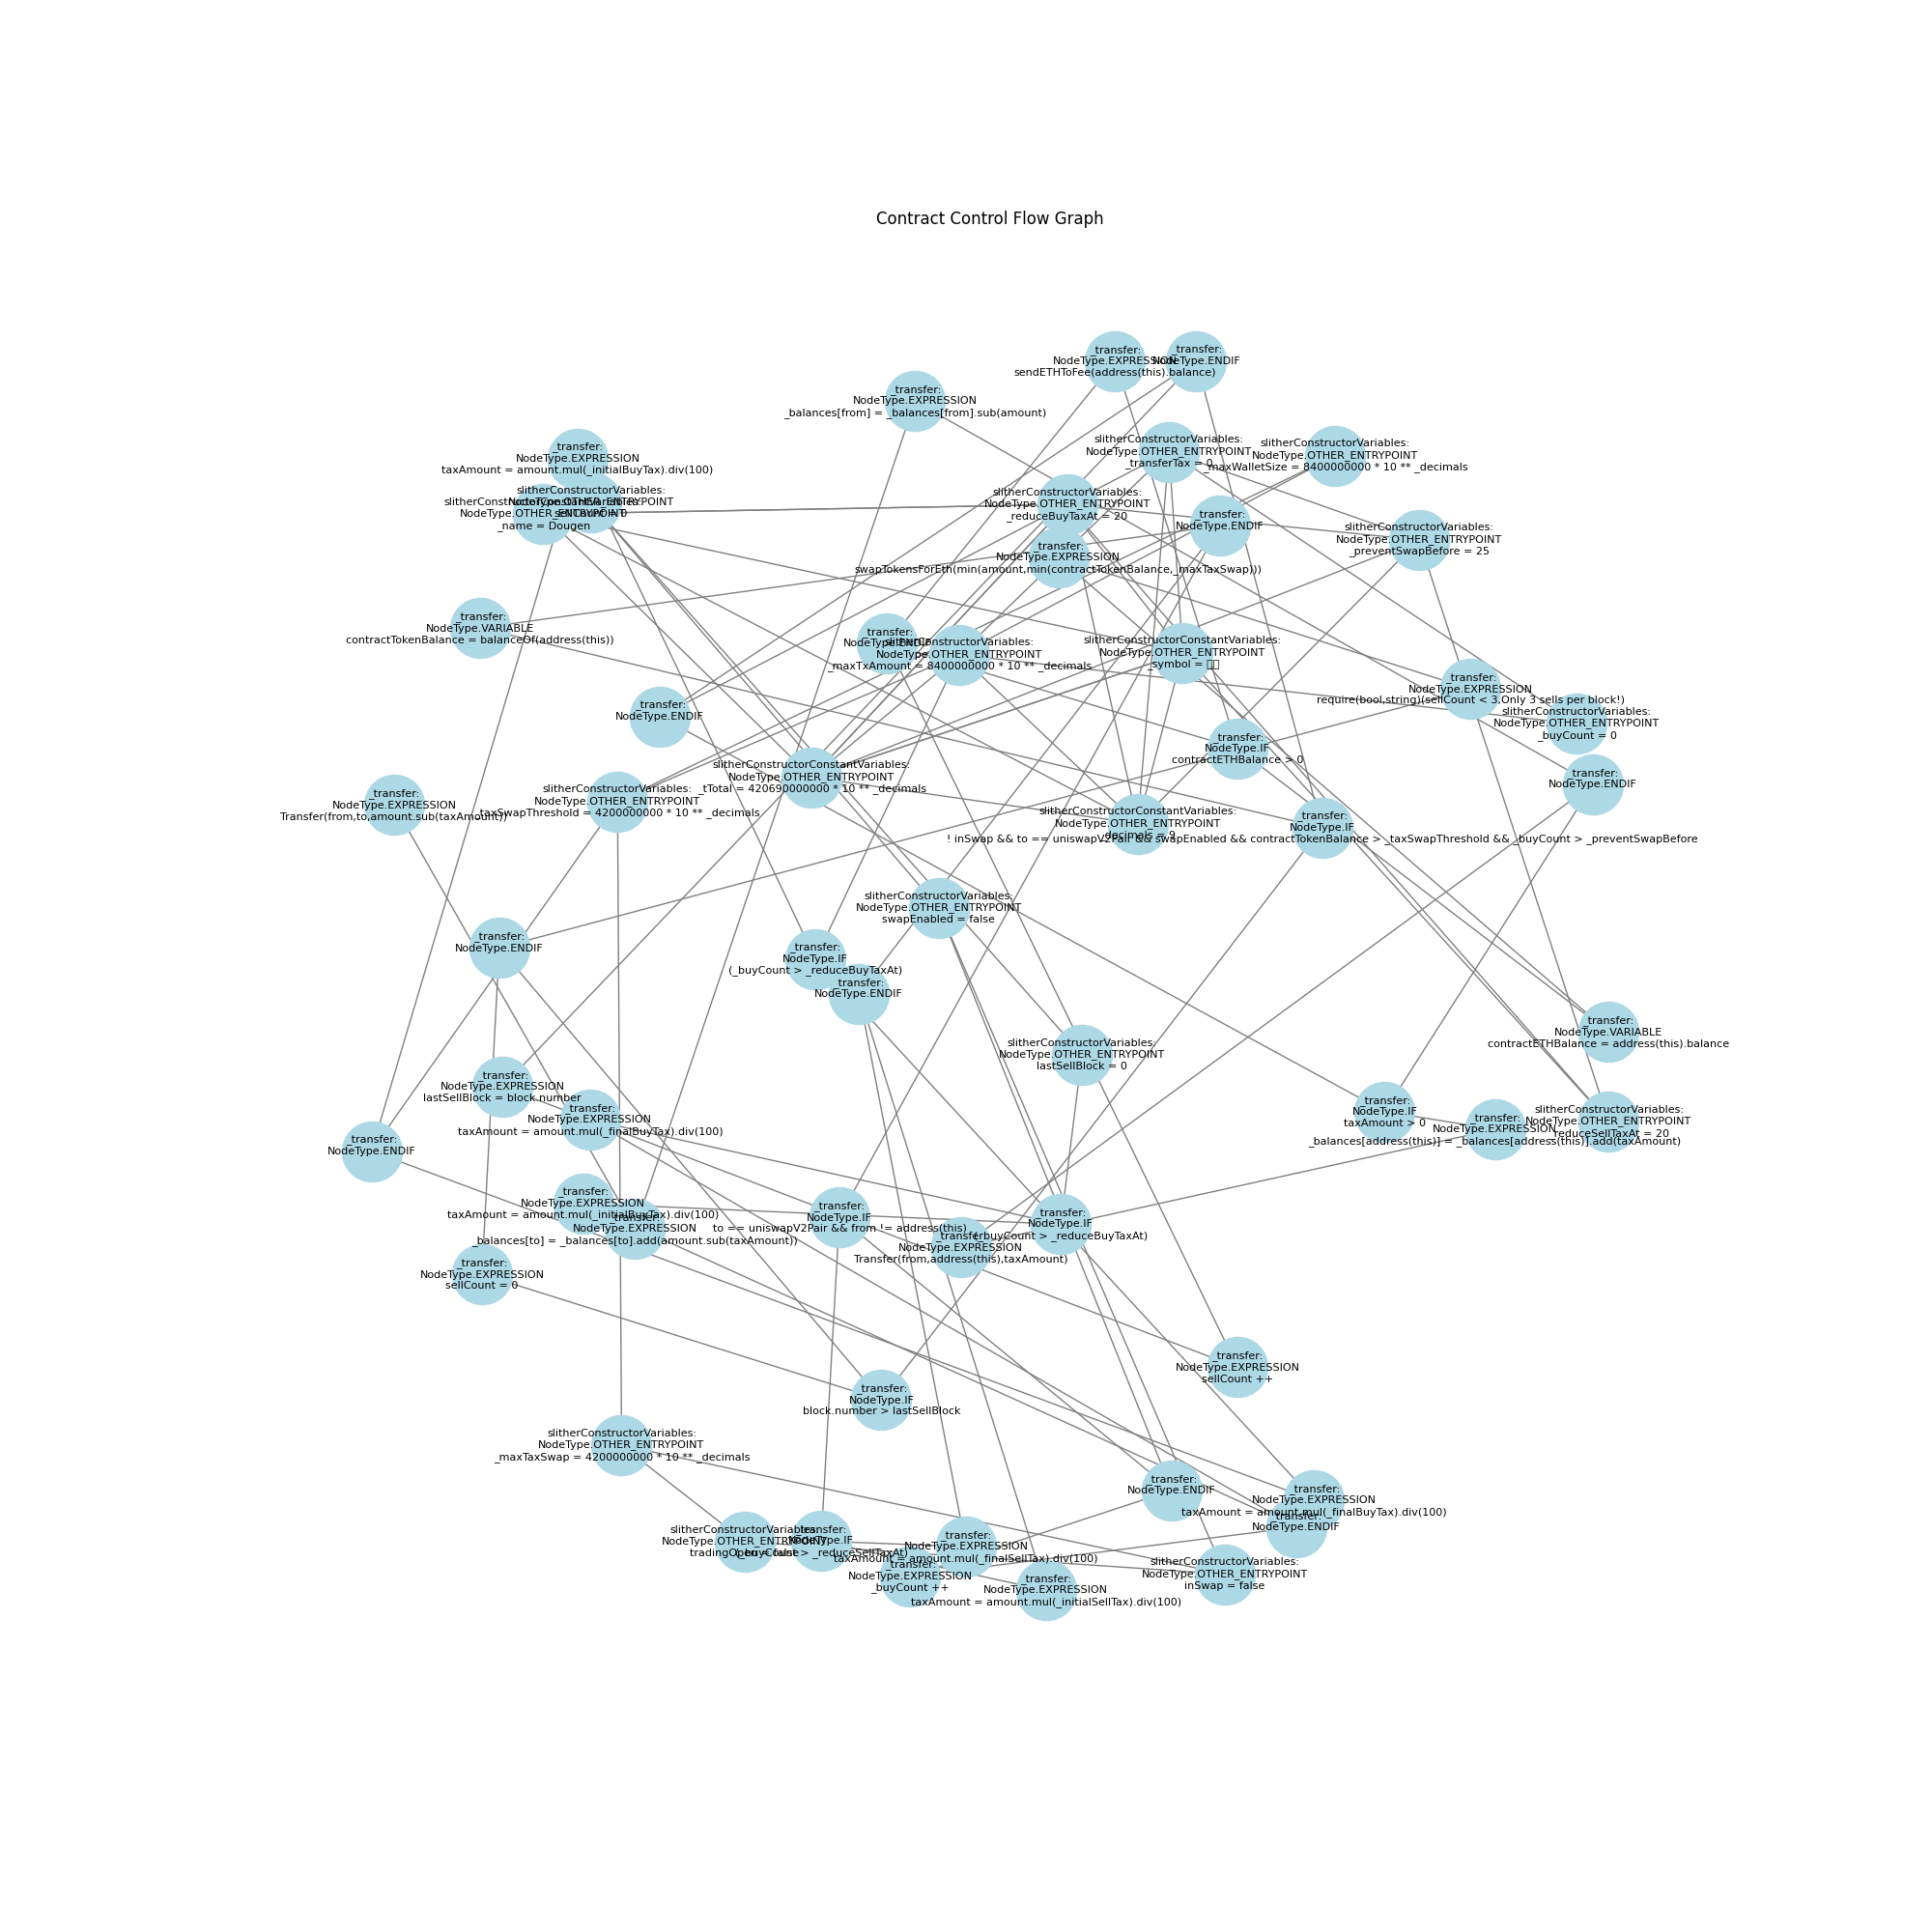 Contract Control Flow Graph
_transfer:
NodeType.EXPRESSION
sendETHToFee(address(this).balance)
_transfer:
NodeType.ENDIF
_transfer:
NodeType.EXPRESSION
_balances[from] = _balances[from].sub(amount)
_transfer:
NodeType.EXPRESSION
taxAmount = amount.mul(_initialBuyTax).div(100)
slitherConstructorVariables:
NodeType.OTHER_ENTRYPOINT
_transferTax = 0
slitherConstructorVariables:
NodeType.OTHER_ENTRYPOINT
_maxWalletSize = 8400000000 * 10 ** _decimals
slitherConstructorVariables:
NodeType.OTHER_ENTRYPOINT
sellCount = 0
slitherConstructorConstantVariables:
NodeType.OTHER_ENTRYPOINT
_name = Dougen
slitherConstructorVariables:
NodeType.OTHER_ENTRYPOINT
_reduceBuyTaxAt = 20
_transfer:
NodeType.ENDIF
slitherConstructorVariables:
NodeType.OTHER_ENTRYPOINT
_preventSwapBefore = 25
_transfer:
NodeType.EXPRESSION
swapTokensForEth(min(amount,min(contractTokenBalance,_maxTaxSwap)))
_transfer:
NodeType.VARIABLE
contractTokenBalance = balanceOf(address(this))
_transfer:
NodeType.ENDIF
slitherConstructorVariables:
NodeType.OTHER_ENTRYPOINT
_maxTxAmount = 8400000000 * 10 ** _decimals
slitherConstructorConstantVariables:
NodeType.OTHER_ENTRYPOINT
_symbol =
_transfer:
NodeType.EXPRESSION
require(bool,string)(sellCount < 3,Only 3 sells per block!)
slitherConstructorVariables:
NodeType.OTHER_ENTRYPOINT
_buyCount = 0
_transfer:
NodeType.ENDIF
_transfer:
NodeType.IF
contractETHBalance > 0
_transfer:
NodeType.ENDIF
slitherConstructorConstantVariables:
NodeType.OTHER_ENTRYPOINT
_tTotal = 420690000000 * 10 ** _decimals
slitherConstructorVariables:
NodeType.OTHER_ENTRYPOINT
_taxSwapThreshold = 4200000000 * 10 ** _decimals
_transfer:
NodeType.EXPRESSION
Transfer(from,to,amount.sub(taxAmount))
slitherConstructorConstantVariables:
NodeType.OTHER_ENTRYPOINT
_decimals = 9
_transfer:
NodeType.IF
! inSwap && to == uniswapV2Pair && swapEnabled && contractTokenBalance > _taxSwapThreshold && _buyCount > _preventSwapBefore
slitherConstructorVariables:
NodeType.OTHER_ENTRYPOINT
swapEnabled = false
_transfer:
NodeType.ENDIF
_transfer:
NodeType.IF
(_buyCount > _reduceBuyTaxAt)
_transfer:
NodeType.ENDIF
_transfer:
NodeType.VARIABLE
contractETHBalance = address(this).balance
slitherConstructorVariables:
NodeType.OTHER_ENTRYPOINT
lastSellBlock = 0
_transfer:
NodeType.EXPRESSION
lastSellBlock = block.number
_transfer:
NodeType.EXPRESSION
taxAmount = amount.mul(_finalBuyTax).div(100)
_transfer:
NodeType.IF
taxAmount > 0
_transfer:
NodeType.EXPRESSION
_balances[address(this)] = _balances[address(this)].add(taxAmount)
slitherConstructorVariables:
NodeType.OTHER_ENTRYPOINT
_reduceSellTaxAt = 20
_transfer:
NodeType.ENDIF
_transfer:
NodeType.EXPRESSION
taxAmount = amount.mul(_initialBuyTax).div(100)
_transfer:
NodeType.EXPRESSION
_balances[to] = _balances[to].add(amount.sub(taxAmount))
_transfer:
NodeType.IF
to == uniswapV2Pair && from != address(this)
_transfer:
NodeType.IF
(_buyCount > _reduceBuyTaxAt)
_transfer:
NodeType.EXPRESSION
Transfer(from,address(this),taxAmount)
_transfer:
NodeType.EXPRESSION
sellCount = 0
_transfer:
NodeType.EXPRESSION
sellCount ++
_transfer:
NodeType.IF
block.number > lastSellBlock
slitherConstructorVariables:
NodeType.OTHER_ENTRYPOINT
_maxTaxSwap = 4200000000 * 10 ** _decimals
_transfer:
NodeType.ENDIF
_transfer:
NodeType.EXPRESSION
taxAmount = amount.mul(_finalBuyTax).div(100)
_transfer:
NodeType.ENDIF
slitherConstructorVariables:
NodeType.OTHER_ENTRYPOINT
tradingOpen = false
_transfer:
NodeType.IF
(_buyCount > _reduceSellTaxAt)
_transfer:
NodeType.EXPRESSION
taxAmount = amount.mul(_finalSellTax).div(100)
_transfer:
NodeType.EXPRESSION
_buyCount ++
_transfer:
NodeType.EXPRESSION
taxAmount = amount.mul(_initialSellTax).div(100)
slitherConstructorVariables:
NodeType.OTHER_ENTRYPOINT
inSwap = false